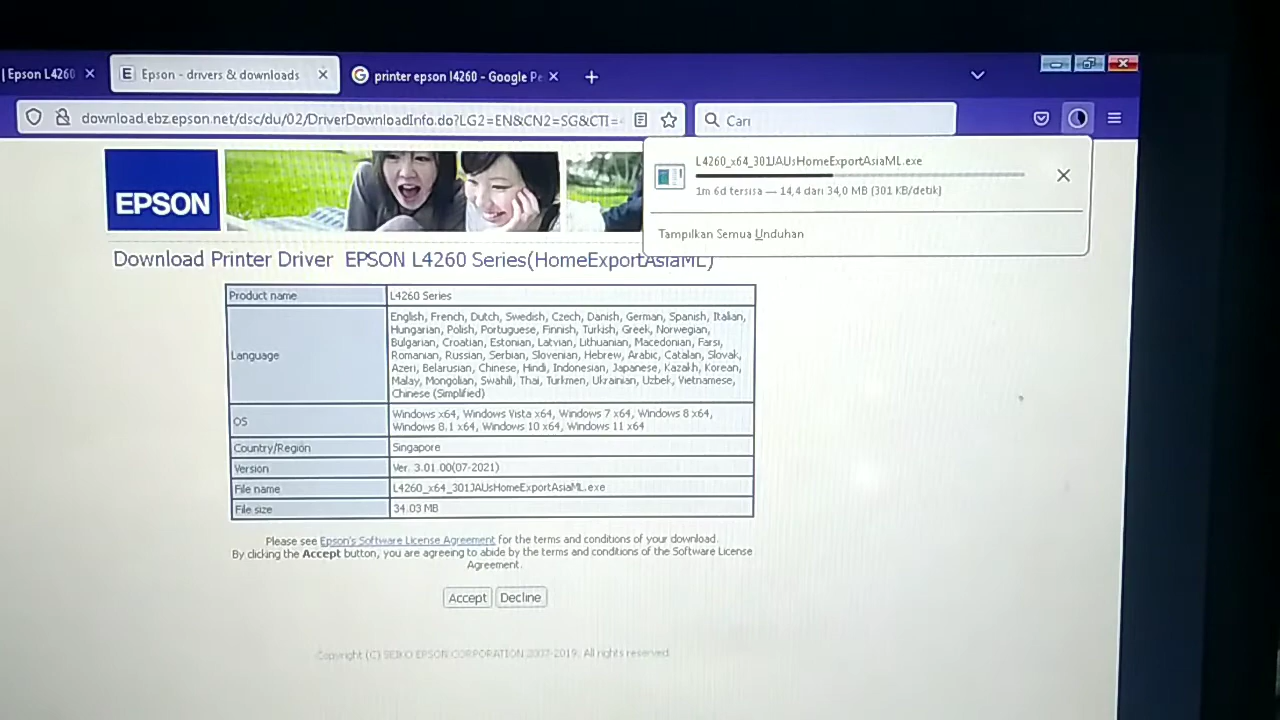 | Epson L4260
Epson - drivers & downloads
printer epson l4260 - Google Pe
download.ebz.epson.net/dsc/du/02/DriverDownloadInfo.do?LG2=EN&CN2=SG&CTI=
Cari
L4260_x64_301JAUsHomeExportAsiaML.exe
1m 6d tersisa — 14,4 dari 34,0 MB (301 KB/detik)
Tampilkan Semua Unduhan
EPSON
Download Printer Driver EPSON L4260 Series(HomeExportAsiaML)
Product name L4260 Series
Language
English, French, Dutch, Swedish, Czech, Danish, German, Spanish, Italian,
Hungarian, Polish, Portuguese, Finnish, Turkish, Greek, Norwegian,
Bulgarian, Croatian, Estonian, Latvian, Lithuanian, Macedonian, Farsi,
Romanian, Russian, Serbian, Slovenian, Hebrew, Arabic, Catalan, Slovak,
Azeri, Belarusian, Chinese, Hindi, Indonesian, Japanese, Kazakh, Korean,
Malay, Mongolian, Swahili, Thai, Turkmen, Ukrainian, Uzbek, Vietnamese,
Chinese (Simplified)
OS
Windows x64, Windows Vista x64, Windows 7 x64, Windows 8 x64,
Windows 8.1 x64, Windows 10 x64, Windows 11 x64
Country/Region Singapore
Version Ver. 3.01.00(07-2021)
File name L4260_x64_301JAUsHomeExportAsiaML.exe
File size 34.03 MB
Please see Epson's Software License Agreement for the terms and conditions of your download.
By clicking the Accept button, you are agreeing to abide by the terms and conditions of the Software License
Agreement.
Accept Decline
Copyright (C) SEIKO EPSON CORPORATION 2007-2019. All rights reserved.